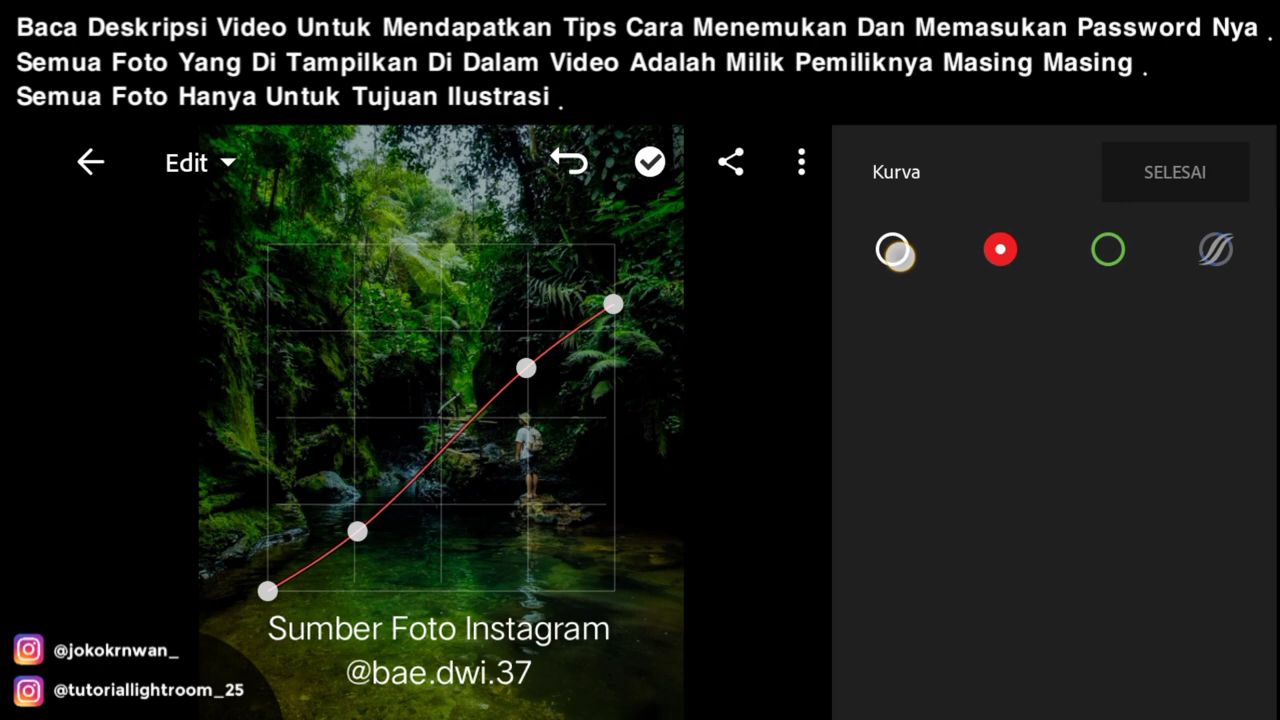 Baca Deskripsi Video Untuk Mendapatkan Tips Cara Menemukan Dan Memasukan Password Nya .
Semua Foto Yang Di Tampilkan Di Dalam Video Adalah Milik Pemiliknya Masing Masing .
Semua Foto Hanya Untuk Tujuan Ilustrasi .
Edit
Kurva
SELESAI
Sumber Foto Instagram
@bae.dwi.37
@jokokrnwan_
@tutoriallightroom_25